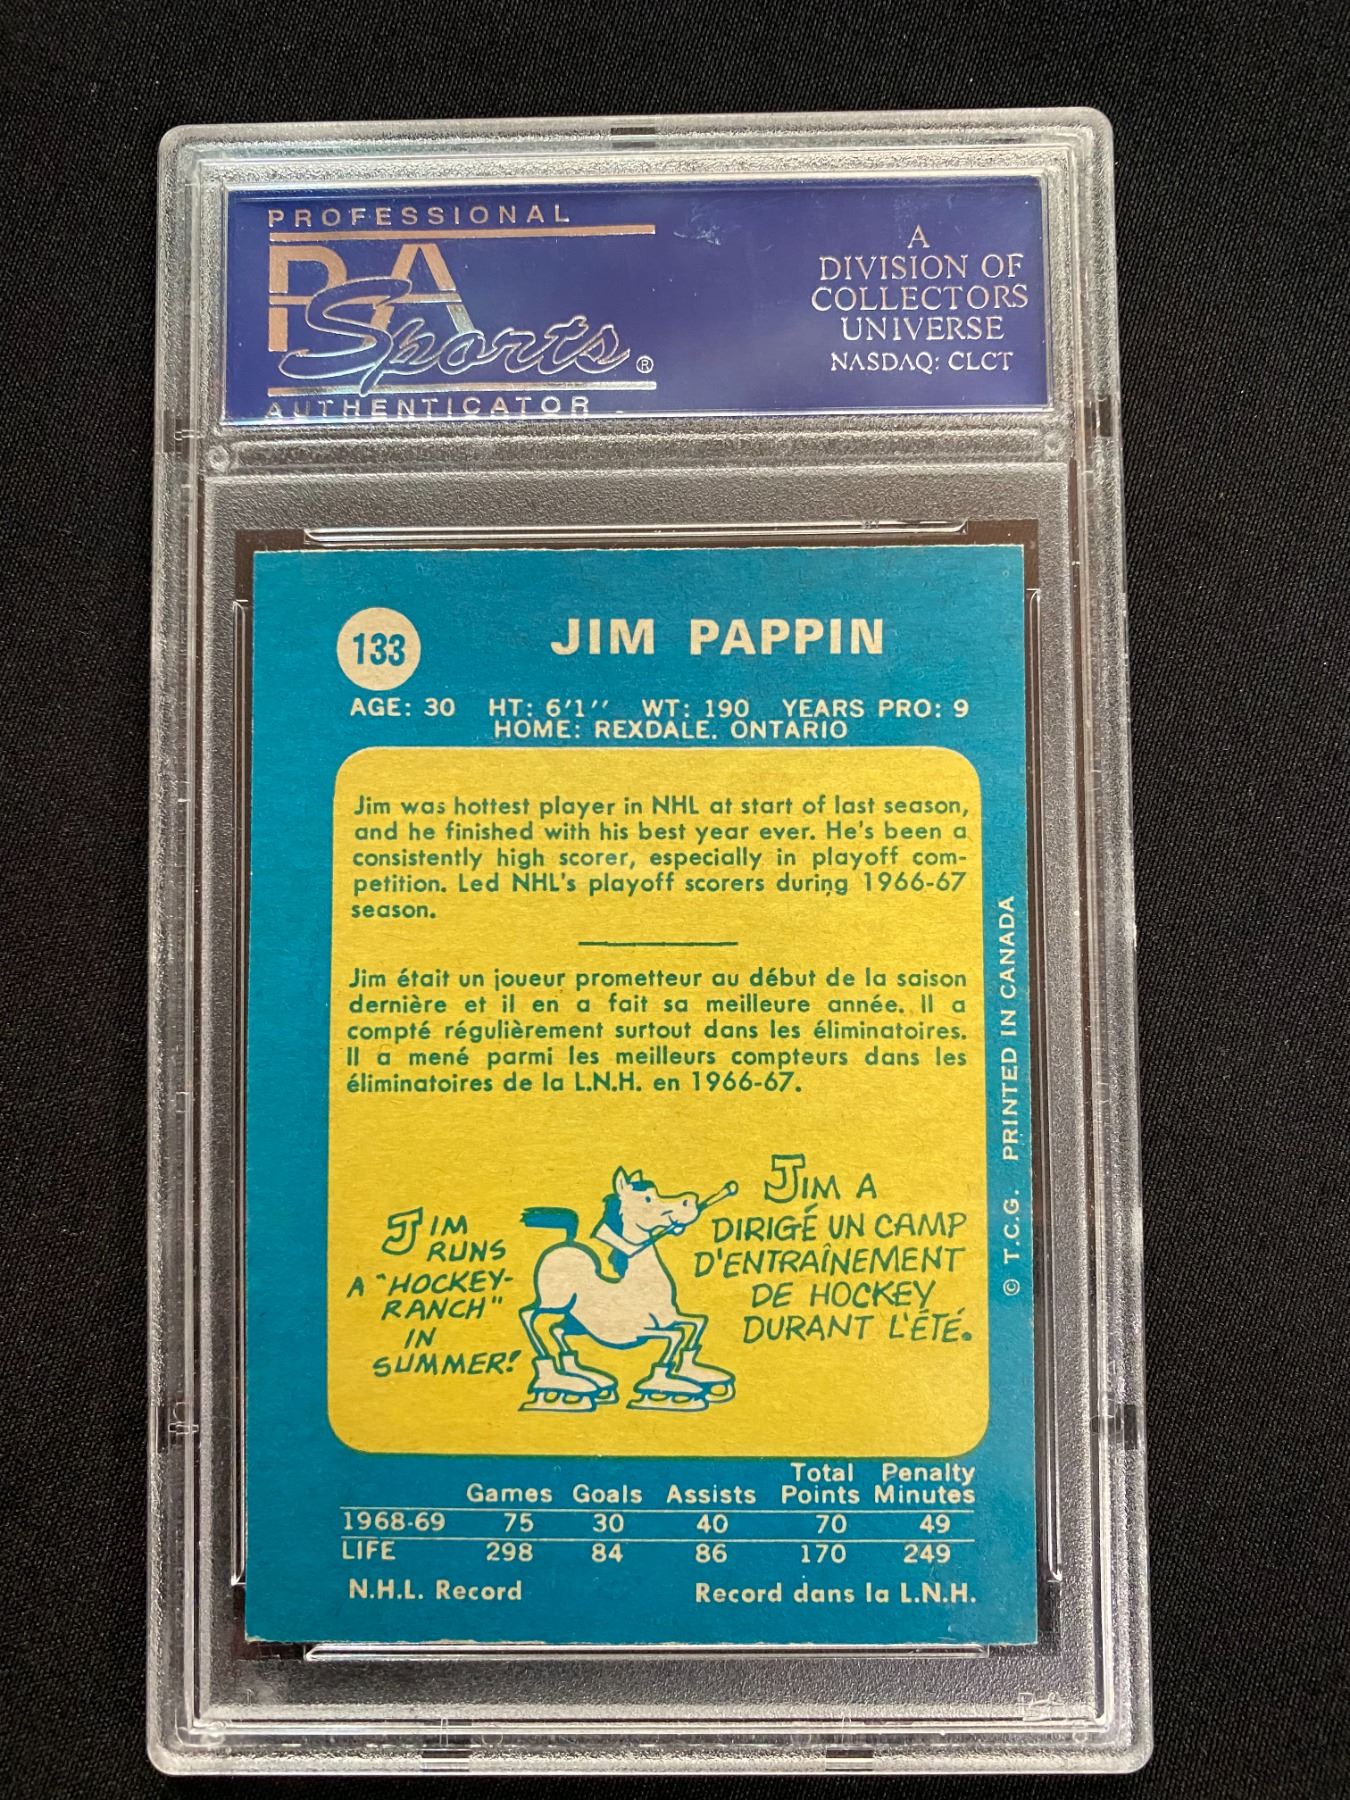 PROFESSIONAL
PSA
Sports®
AUTHENTICATOR
A
DIVISION OF
COLLECTORS
UNIVERSE
NASDAQ: CLCT
133
JIM PAPPIN
AGE: 30 HT: 6'1'' WT: 190 YEARS PRO: 9
HOME: REXDALE, ONTARIO
Jim was hottest player in NHL at start of last season,
and he finished with his best year ever. He's been a
consistently high scorer, especially in playoff com-
petition. Led NHL's playoff scorers during 1966-67
season.
Jim était un joueur prometteur au début de la saison
dernière et il en a fait sa meilleure année. Il a
compté régulièrement surtout dans les éliminatoires.
Il a mené parmi les meilleurs compteurs dans les
éliminatoires de la L.N.H. en 1966-67.
JIM
RUNS
A "HOCKEY-
RANCH"
IN
SUMMER!
JIM A
DIRIGÉ UN CAMP
D'ENTRAÎNEMENT
DE HOCKEY
DURANT L'ÉTÉ.
© T.C.G. PRINTED IN CANADA
Total Penalty
Games Goals Assists Points Minutes
1968-69 75 30 40 70 49
LIFE 298 84 86 170 249
N.H.L. Record Record dans la L.N.H.